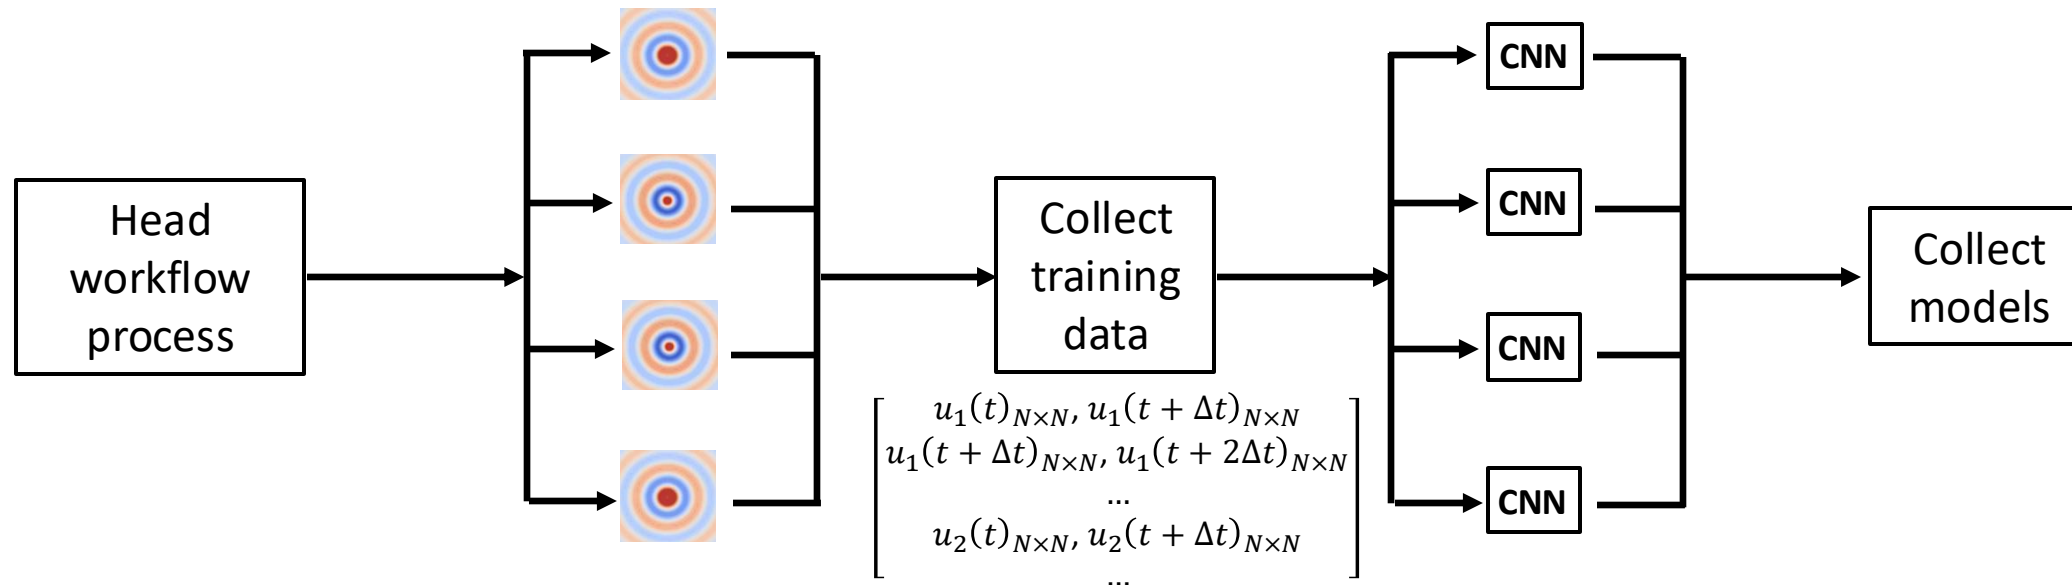 Head
workflow
process
Collect
training
data
𝑢₁(𝑡)_{𝑁×𝑁}, 𝑢₁(𝑡 + Δ𝑡)_{𝑁×𝑁}
𝑢₁(𝑡 + Δ𝑡)_{𝑁×𝑁}, 𝑢₁(𝑡 + 2Δ𝑡)_{𝑁×𝑁}
...
𝑢₂(𝑡)_{𝑁×𝑁}, 𝑢₂(𝑡 + Δ𝑡)_{𝑁×𝑁}
...
CNN
CNN
CNN
CNN
Collect
models